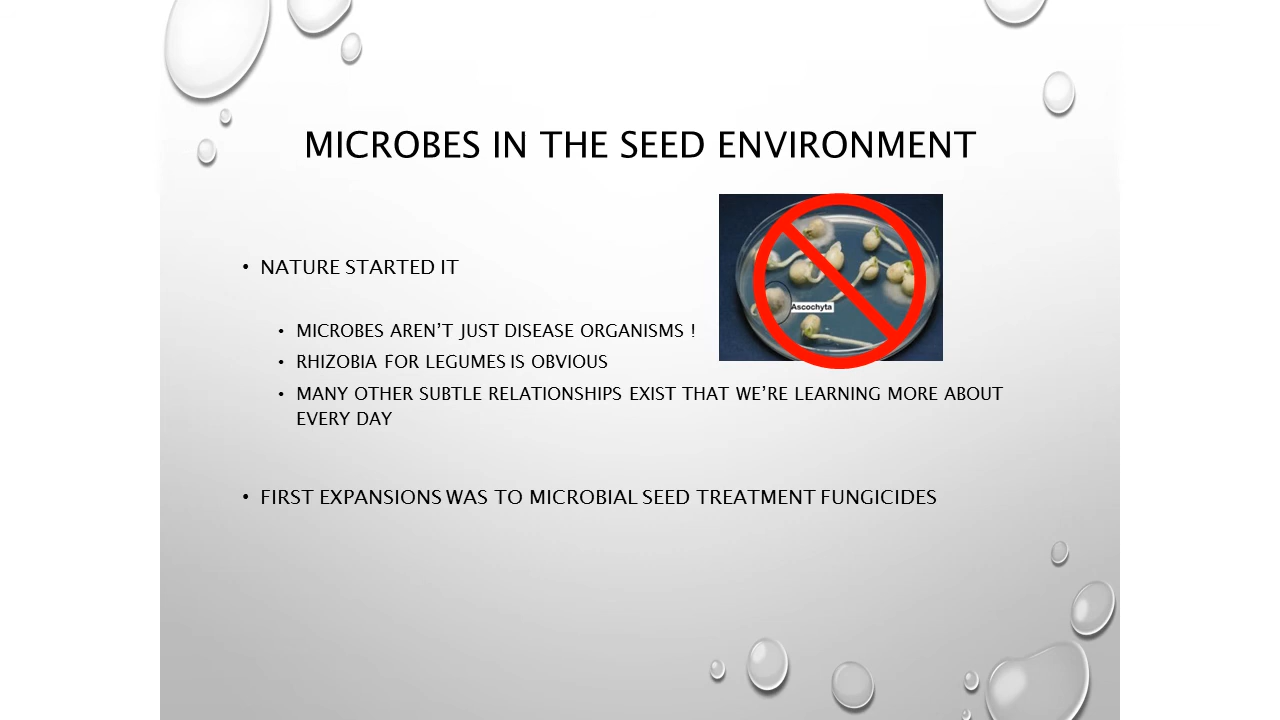 MICROBES IN THE SEED ENVIRONMENT
• NATURE STARTED IT
• MICROBES AREN’T JUST DISEASE ORGANISMS !
• RHIZOBIA FOR LEGUMES IS OBVIOUS
• MANY OTHER SUBTLE RELATIONSHIPS EXIST THAT WE’RE LEARNING MORE ABOUT
EVERY DAY
• FIRST EXPANSIONS WAS TO MICROBIAL SEED TREATMENT FUNGICIDES
Ascochyta